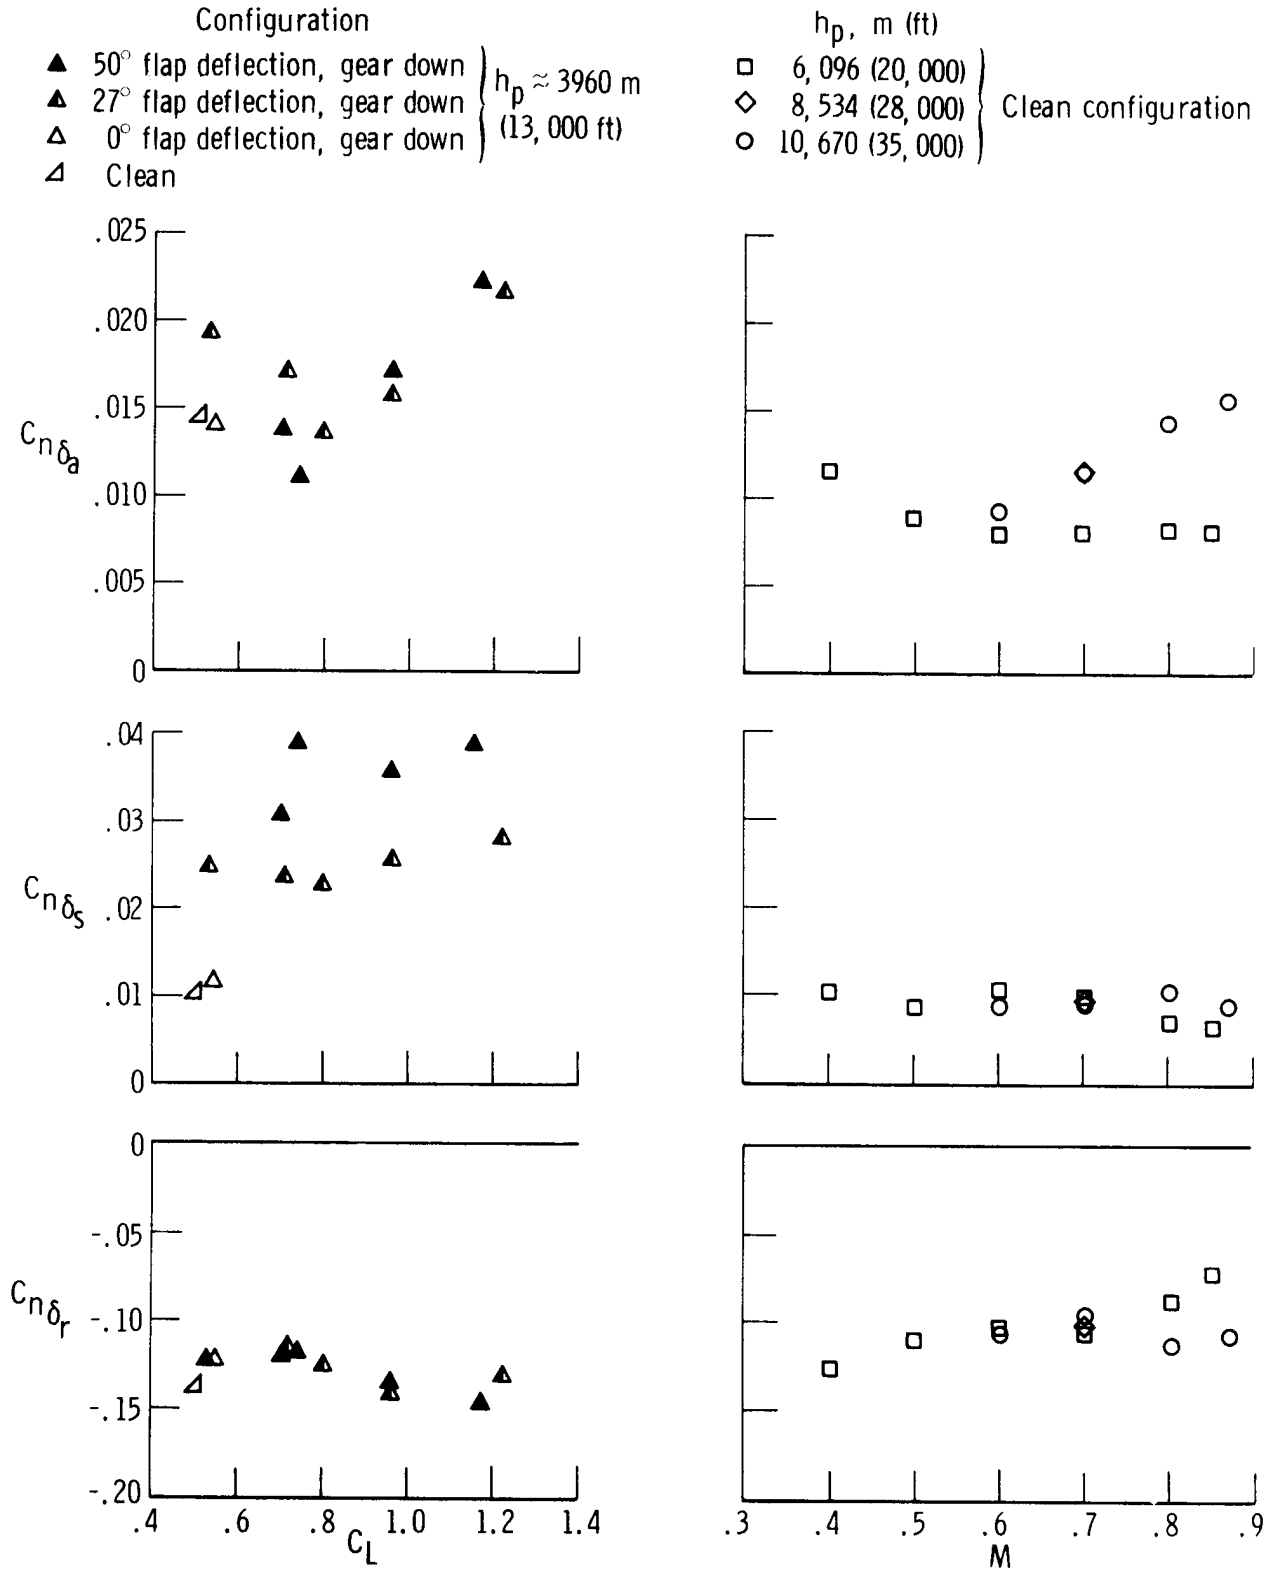 Configuration
50° flap deflection, gear down
27° flap deflection, gear down
0° flap deflection, gear down
Clean
hp ≈ 3960 m
(13,000 ft)
hp, m (ft)
6,096 (20,000)
8,534 (28,000)
10,670 (35,000)
Clean configuration
.025
.020
.015
.010
.005
0
Cnδa
.04
.03
.02
.01
0
Cnδs
0
-.05
-.10
-.15
-.20
Cnδr
.4 .6 .8 1.0 1.2 1.4
CL
.3 .4 .5 .6 .7 .8 .9
M